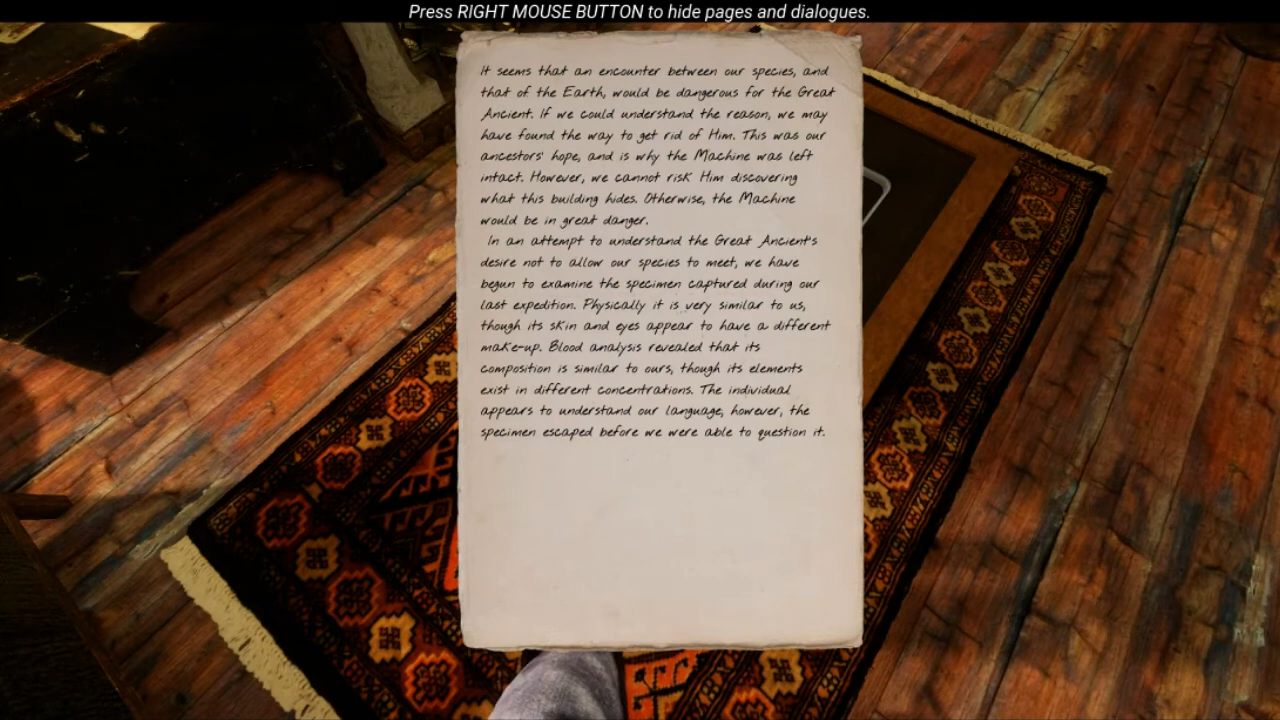 Press RIGHT MOUSE BUTTON to hide pages and dialogues.
It seems that an encounter between our species, and
that of the Earth, would be dangerous for the Great
Ancient. If we could understand the reason, we may
have found the way to get rid of Him. This was our
ancestors' hope, and is why the Machine was left
intact. However, we cannot risk Him discovering
what this building hides. Otherwise, the Machine
would be in great danger.
In an attempt to understand the Great Ancient's
desire not to allow our species to meet, we have
begun to examine the specimen captured during our
last expedition. Physically it is very similar to us,
though its skin and eyes appear to have a different
make-up. Blood analysis revealed that its
composition is similar to ours, though its elements
exist in different concentrations. The individual
appears to understand our language, however, the
specimen escaped before we were able to question it.